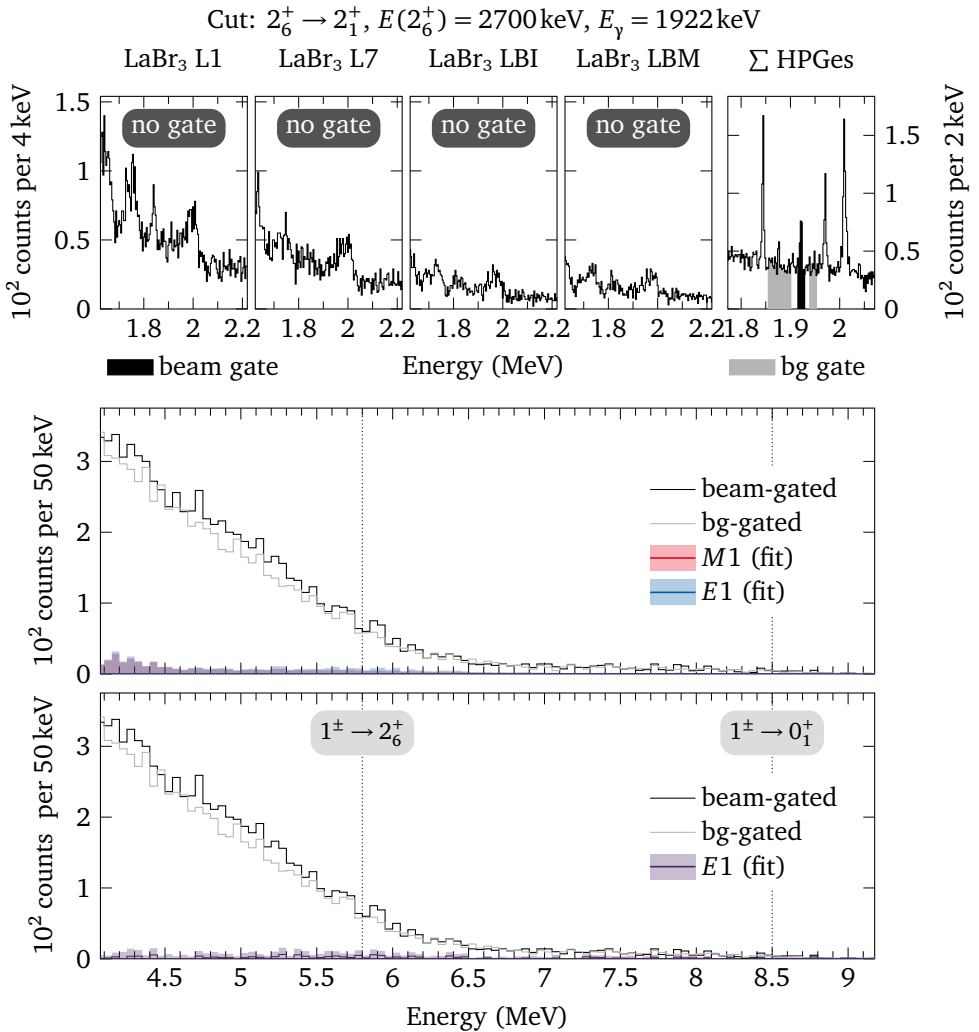 Cut: 2₆⁺ → 2₁⁺, E(2₆⁺) = 2700 keV, Eγ = 1922 keV
LaBr₃ L1 LaBr₃ L7 LaBr₃ LBI LaBr₃ LBM ∑ HPGes
10² counts per 4 keV
1.5
1
0.5
0
no gate no gate no gate no gate
1.5
1
0.5
0
10² counts per 2 keV
1.8 2 2.2 1.8 2 2.2 1.8 2 2.2 1.8 2 2.2 1.8 1.9 2
beam gate Energy (MeV) bg gate
10² counts per 50 keV
3
2
1
0
beam-gated
bg-gated
M1 (fit)
E1 (fit)
10² counts per 50 keV
3
2
1
0
1± → 2₆⁺ 1± → 0₁⁺
beam-gated
bg-gated
E1 (fit)
4.5 5 5.5 6 6.5 7 7.5 8 8.5 9
Energy (MeV)